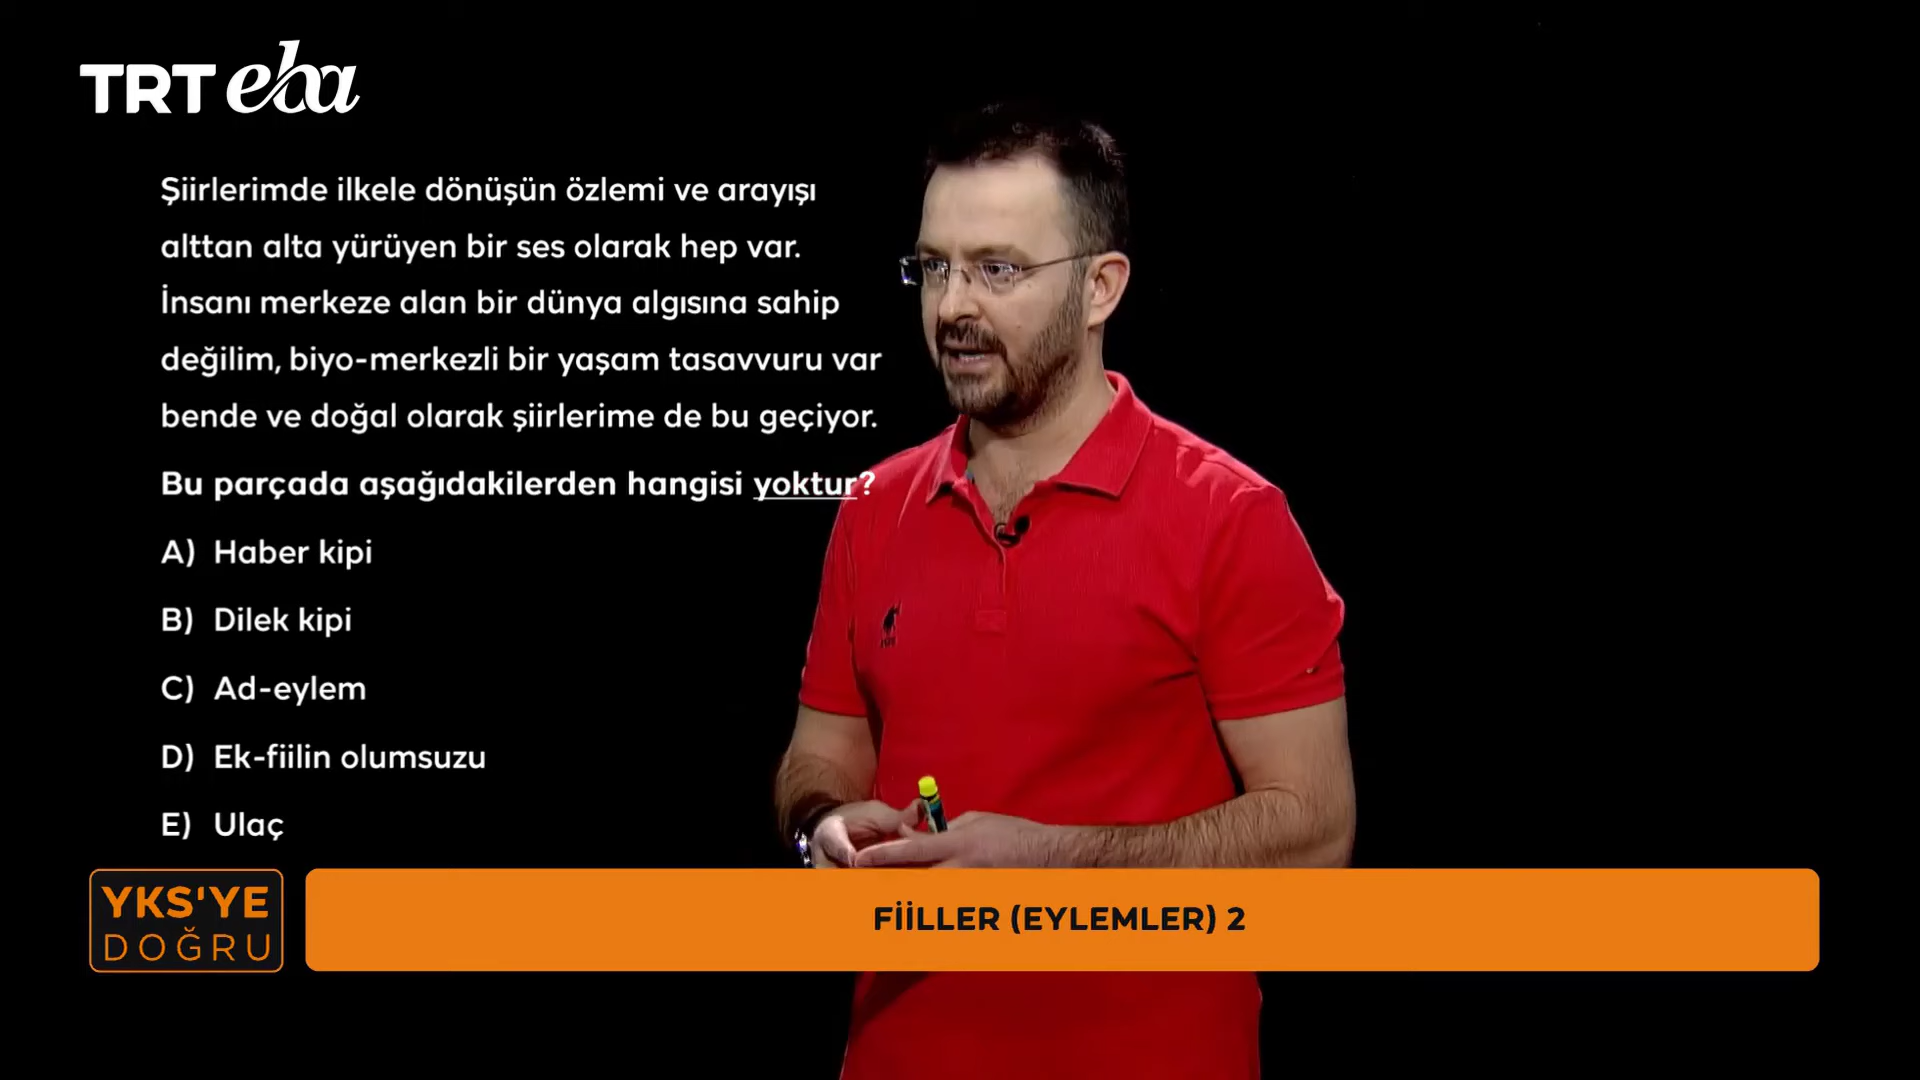 TRT eba
Şiirlerimde ilkele dönüşün özlemi ve arayışı
alttan alta yürüyen bir ses olarak hep var.
İnsanı merkeze alan bir dünya algısına sahip
değilim, biyo-merkezli bir yaşam tasavvuru var
bende ve doğal olarak şiirlerime de bu geçiyor.
Bu parçada aşağıdakilerden hangisi yoktur?
A) Haber kipi
B) Dilek kipi
C) Ad-eylem
D) Ek-fiilin olumsuzu
E) Ulaç
YKS'YE
DOĞRU
FİİLLER (EYLEMLER) 2